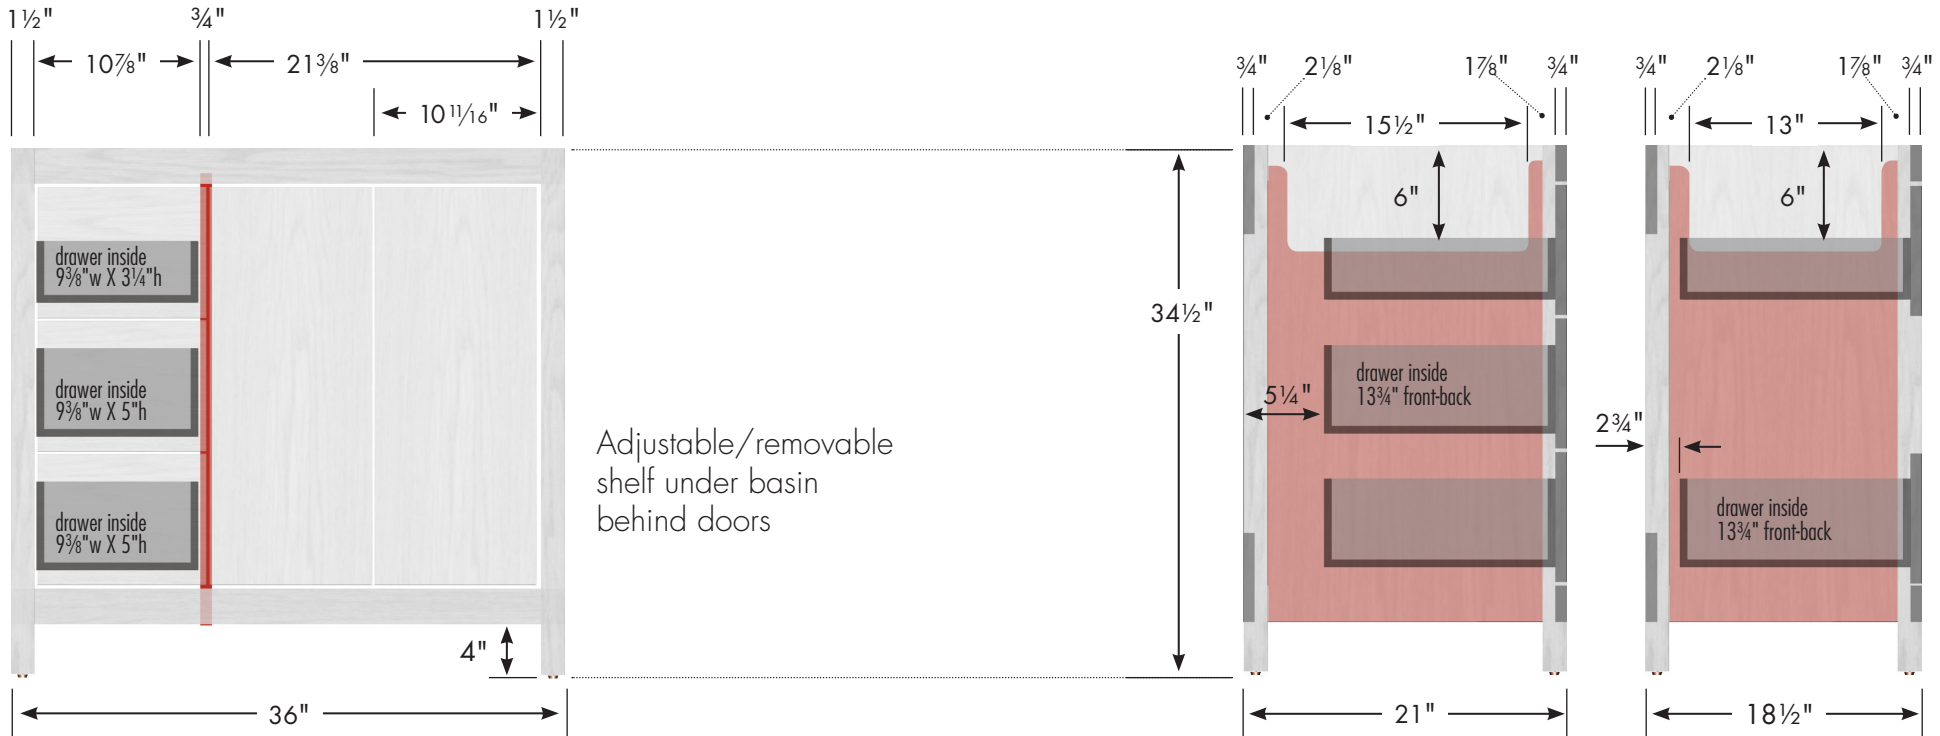 1½" ¾" 1½"
10⅞" 21⅜"
10 11/16"
drawer inside
9⅜"w X 3¼"h
drawer inside
9⅜"w X 5"h
drawer inside
9⅜"w X 5"h
4"
36"
Adjustable/removable
shelf under basin
behind doors
34½"
¾" 2⅛" 1⅞" ¾"
15½"
6"
drawer inside
13¾" front-back
5¼"
21"
¾" 2⅛" 1⅞" ¾"
13"
6"
2¾"
drawer inside
13¾" front-back
18½"